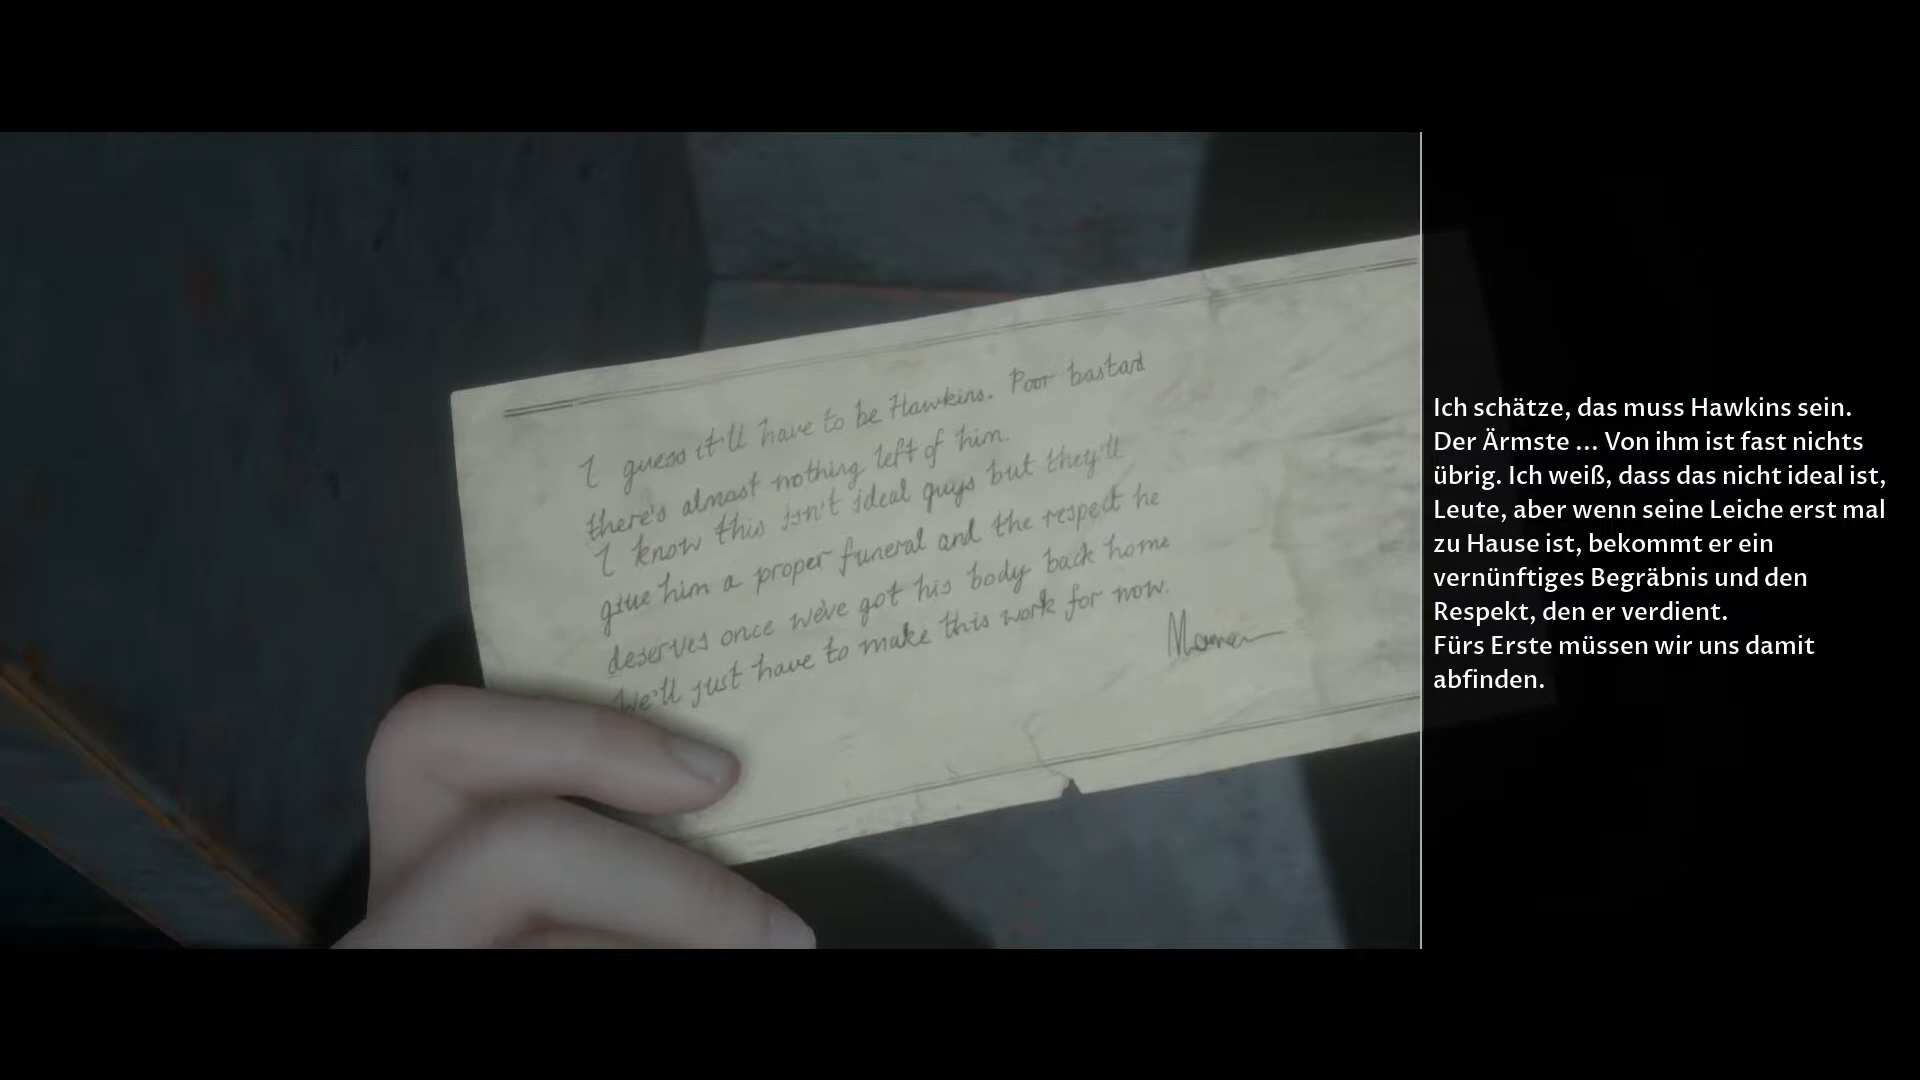 I guess it'll have to be Hawkins. Poor bastard
there's almost nothing left of him.
I know this isn't ideal guys but they'll
give him a proper funeral and the respect he
deserves once we've got his body back home
We'll just have to make this work for now.
Ich schätze, das muss Hawkins sein.
Der Ärmste ... Von ihm ist fast nichts
übrig. Ich weiß, dass das nicht ideal ist,
Leute, aber wenn seine Leiche erst mal
zu Hause ist, bekommt er ein
vernünftiges Begräbnis und den
Respekt, den er verdient.
Fürs Erste müssen wir uns damit
abfinden.